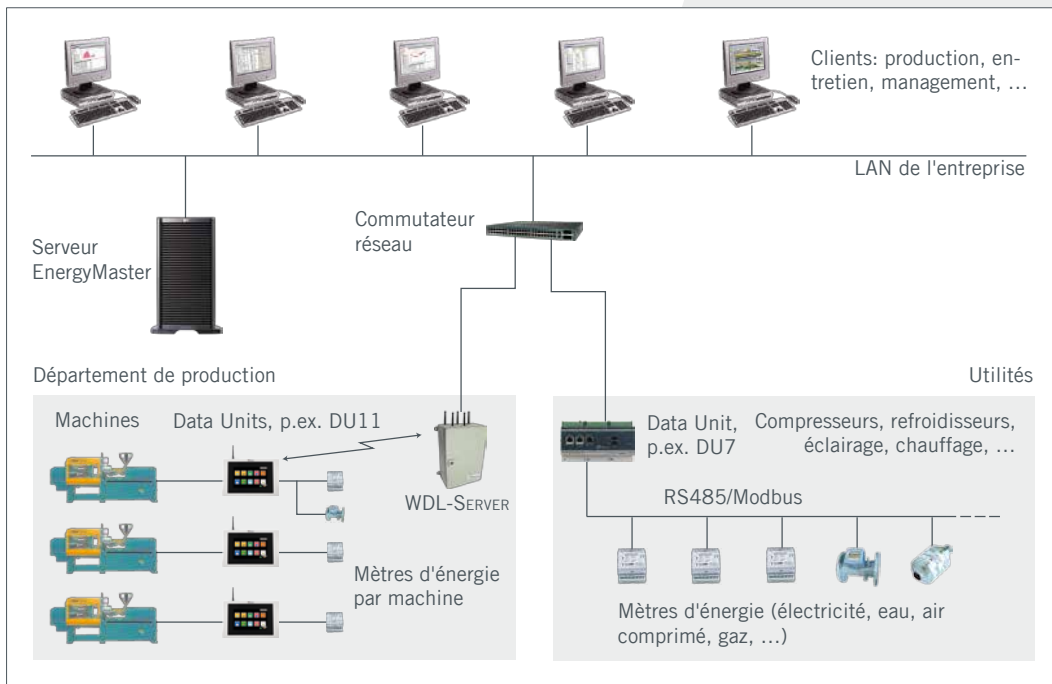 Clients: production, en-
tretien, management, ...
LAN de l'entreprise
Commutateur
réseau
Serveur
EnergyMaster
Département de production
Utilités
Machines
Data Units, p.ex. DU11
WDL-SERVER
Mètres d'énergie
par machine
Data Unit,
p.ex. DU7
Compresseurs, refroidisseurs,
éclairage, chauffage, ...
RS485/Modbus
Mètres d'énergie (électricité, eau, air
comprimé, gaz, ...)